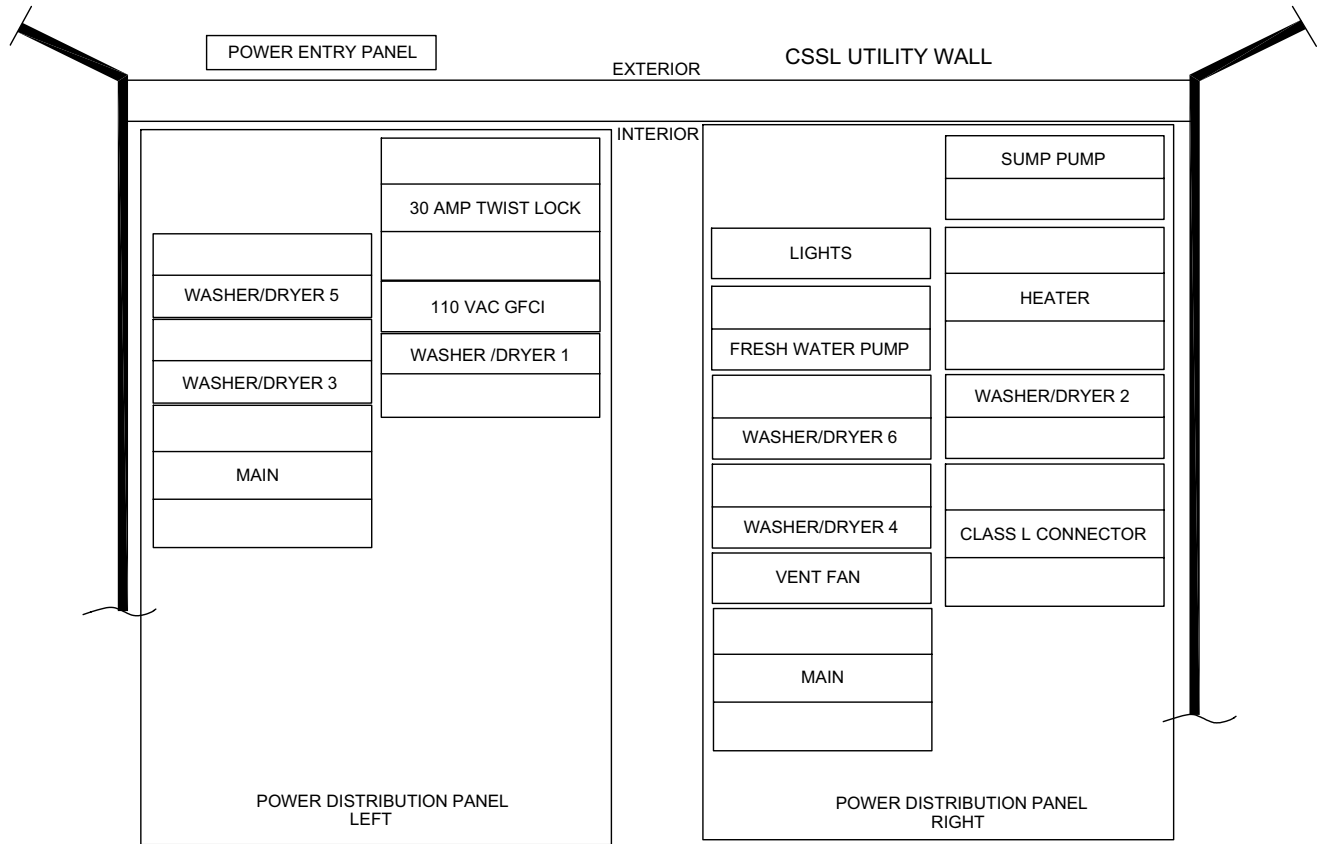 POWER ENTRY PANEL
CSSL UTILITY WALL
EXTERIOR
INTERIOR
30 AMP TWIST LOCK
WASHER/DRYER 5
110 VAC GFCI
WASHER /DRYER 1
WASHER/DRYER 3
MAIN
POWER DISTRIBUTION PANEL
LEFT
SUMP PUMP
LIGHTS
HEATER
FRESH WATER PUMP
WASHER/DRYER 2
WASHER/DRYER 6
WASHER/DRYER 4
CLASS L CONNECTOR
VENT FAN
MAIN
POWER DISTRIBUTION PANEL
RIGHT